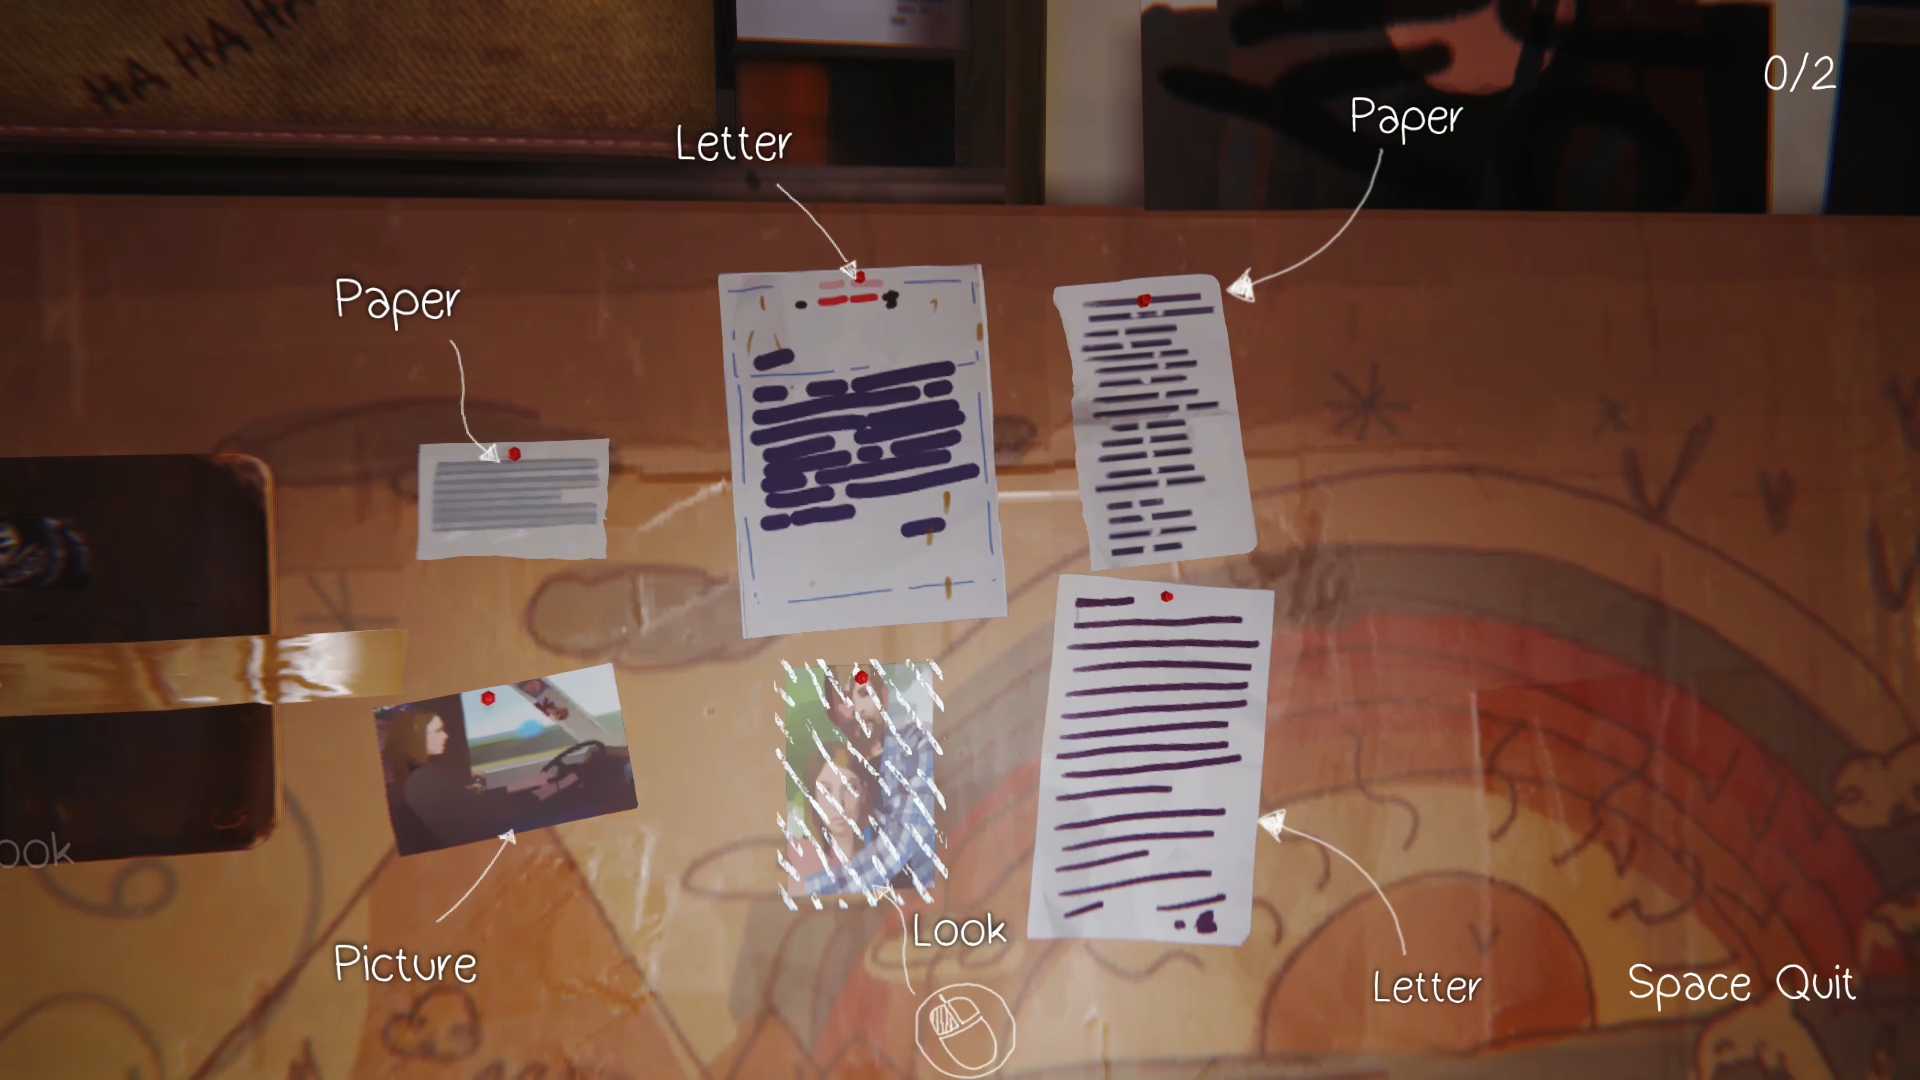 HA HA HA
0/2
Paper
Letter
Paper
ook
Look
Picture
Letter
Space Quit